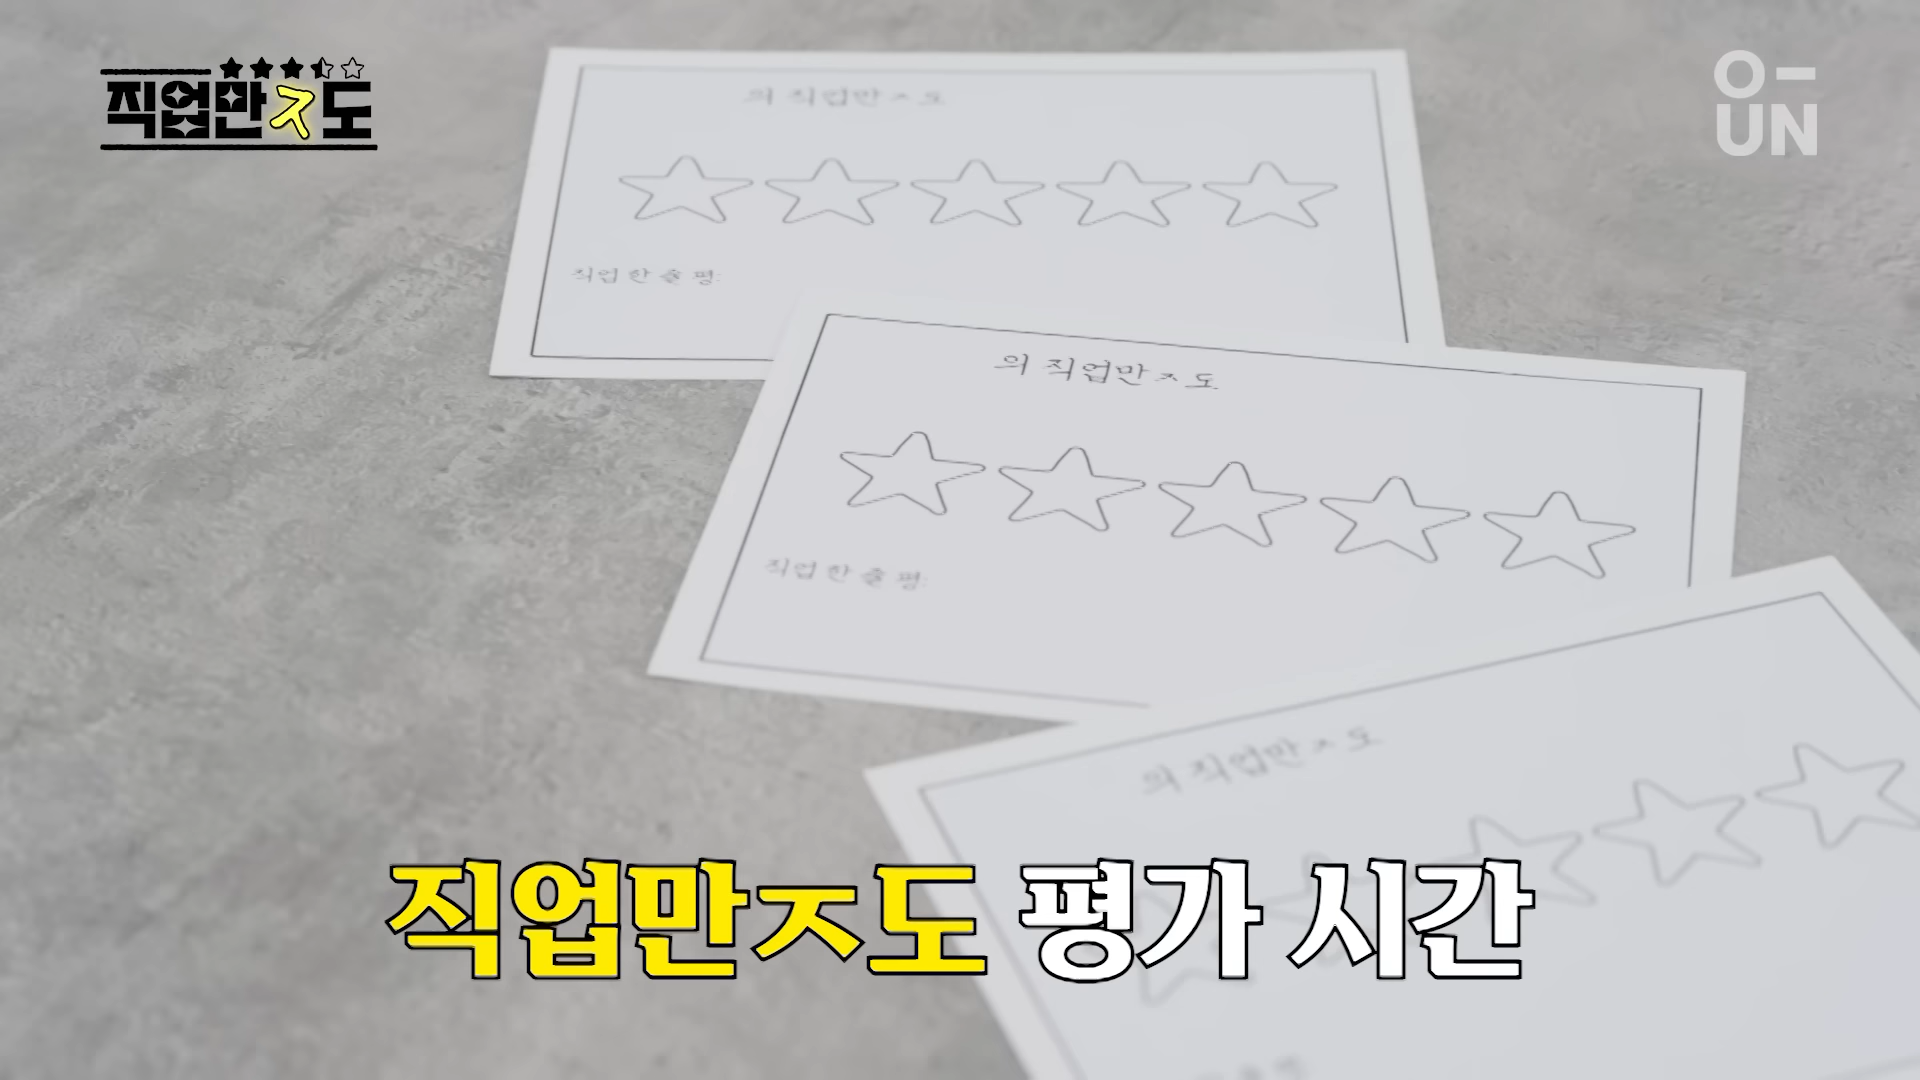 직업만ㅈ도
O-
UN
의 직업만ㅈ도
직업 한 줄 평:
의 직업만ㅈ도
직업 한 줄 평:
의 직업만ㅈ도
직업만ㅈ도 평가 시간